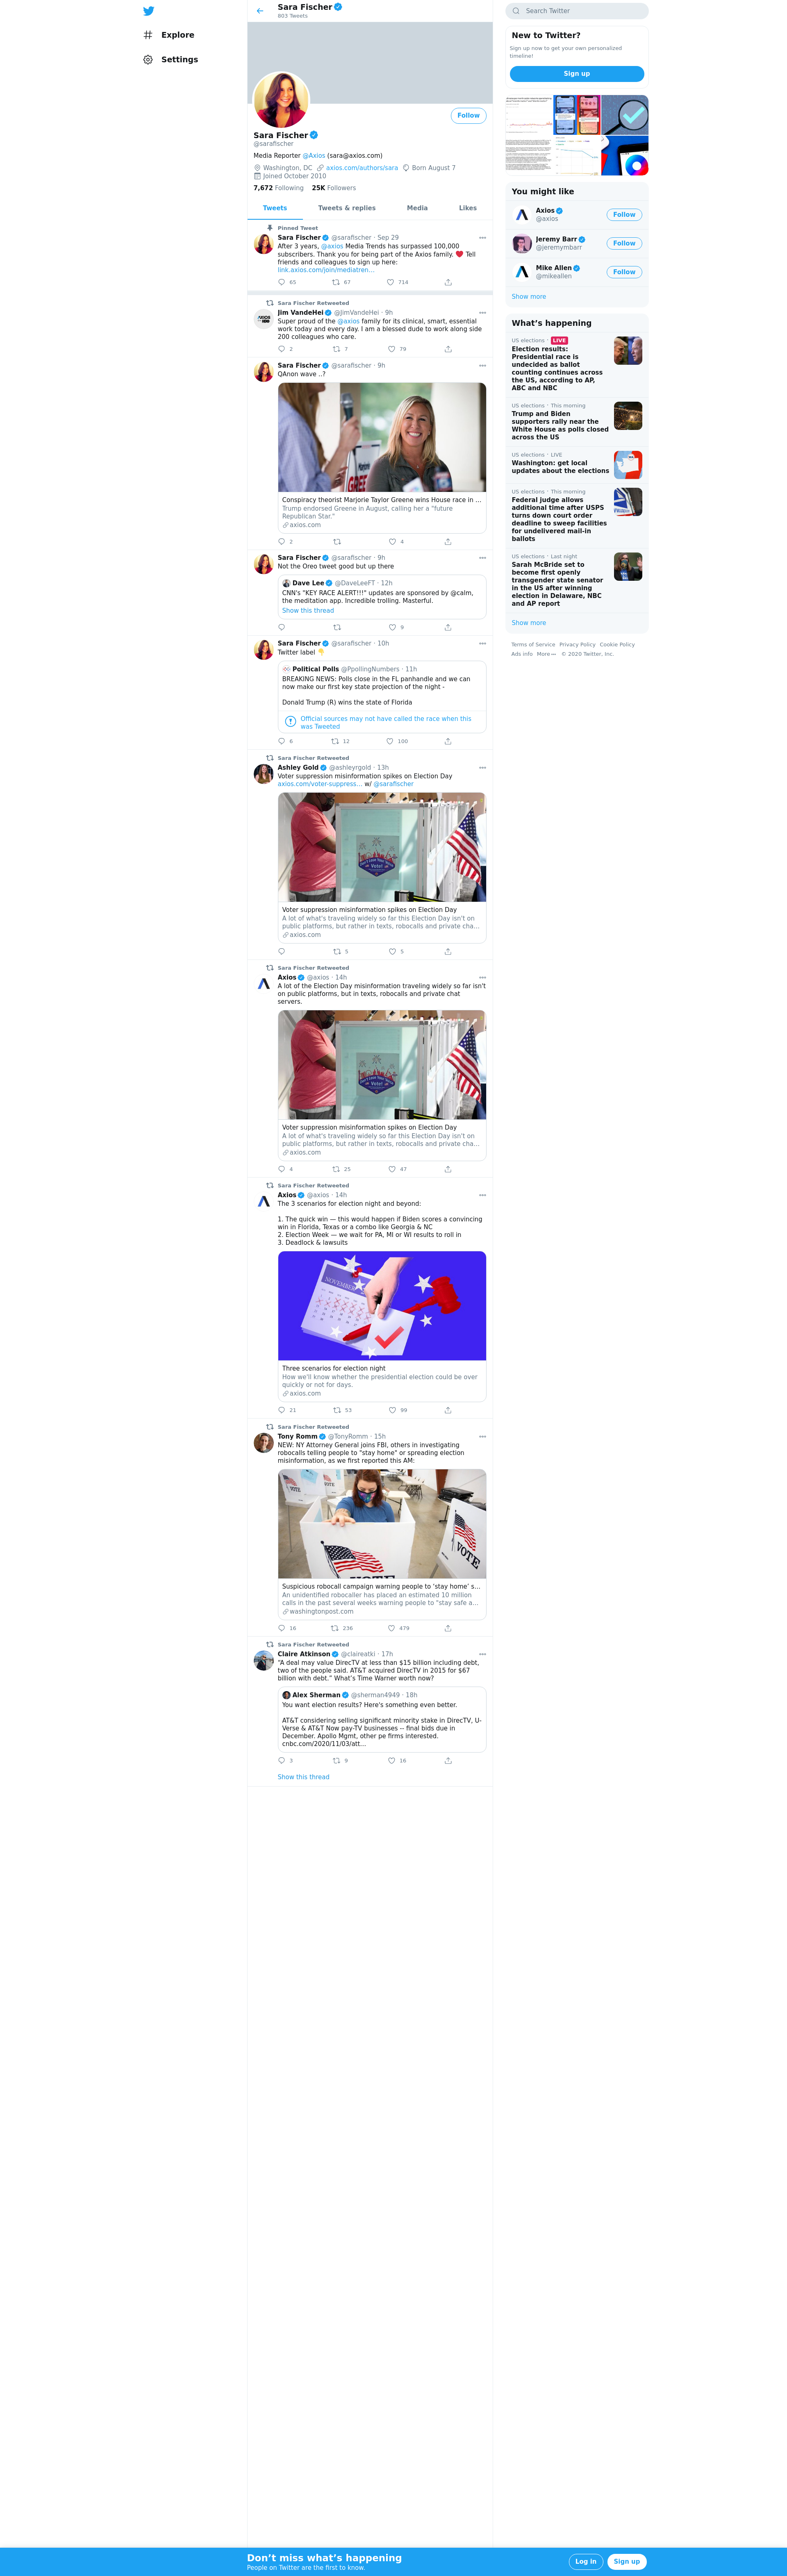 Explore
Settings
Sara Fischer
803 Tweets
Follow
Sara Fischer
@sarafischer
Media Reporter @Axios (sara@axios.com)
Washington, DC axios.com/authors/sara Born August 7
Joined October 2010
7,672 Following 25K Followers
Tweets Tweets & replies Media Likes
Pinned Tweet
Sara Fischer @sarafischer · Sep 29
After 3 years, @axios Media Trends has surpassed 100,000
subscribers. Thank you for being part of the Axios family. ❤️ Tell
friends and colleagues to sign up here:
link.axios.com/join/mediatren…
65 67 714
Sara Fischer Retweeted
Jim VandeHei @JimVandeHei · 9h
Super proud of the @axios family for its clinical, smart, essential
work today and every day. I am a blessed dude to work along side
200 colleagues who care.
2 7 79
Sara Fischer @sarafischer · 9h
QAnon wave ..?
Conspiracy theorist Marjorie Taylor Greene wins House race in …
Trump endorsed Greene in August, calling her a "future
Republican Star."
axios.com
2 4
Sara Fischer @sarafischer · 9h
Not the Oreo tweet good but up there
Dave Lee @DaveLeeFT · 12h
CNN's "KEY RACE ALERT!!!" updates are sponsored by @calm,
the meditation app. Incredible trolling. Masterful.
Show this thread
9
Sara Fischer @sarafischer · 10h
Twitter label 👇
Political Polls @PpollingNumbers · 11h
BREAKING NEWS: Polls close in the FL panhandle and we can
now make our first key state projection of the night -
Donald Trump (R) wins the state of Florida
Official sources may not have called the race when this
was Tweeted
6 12 100
Sara Fischer Retweeted
Ashley Gold @ashleyrgold · 13h
Voter suppression misinformation spikes on Election Day
axios.com/voter-suppress… w/ @sarafischer
Voter suppression misinformation spikes on Election Day
A lot of what's traveling widely so far this Election Day isn't on
public platforms, but rather in texts, robocalls and private cha…
axios.com
5 5
Sara Fischer Retweeted
Axios @axios · 14h
A lot of the Election Day misinformation traveling widely so far isn't
on public platforms, but in texts, robocalls and private chat
servers.
Voter suppression misinformation spikes on Election Day
A lot of what's traveling widely so far this Election Day isn't on
public platforms, but rather in texts, robocalls and private cha…
axios.com
4 25 47
Sara Fischer Retweeted
Axios @axios · 14h
The 3 scenarios for election night and beyond:
1. The quick win — this would happen if Biden scores a convincing
win in Florida, Texas or a combo like Georgia & NC
2. Election Week — we wait for PA, MI or WI results to roll in
3. Deadlock & lawsuits
NOVEMBER
Three scenarios for election night
How we'll know whether the presidential election could be over
quickly or not for days.
axios.com
21 53 99
Sara Fischer Retweeted
Tony Romm @TonyRomm · 15h
NEW: NY Attorney General joins FBI, others in investigating
robocalls telling people to "stay home" or spreading election
misinformation, as we first reported this AM:
VOTE
VOTE
Suspicious robocall campaign warning people to 'stay home' s…
An unidentified robocaller has placed an estimated 10 million
calls in the past several weeks warning people to "stay safe a…
washingtonpost.com
16 236 479
Sara Fischer Retweeted
Claire Atkinson @claireatki · 17h
“A deal may value DirecTV at less than $15 billion including debt,
two of the people said. AT&T acquired DirecTV in 2015 for $67
billion with debt.” What’s Time Warner worth now?
Alex Sherman @sherman4949 · 18h
You want election results? Here's something even better.
AT&T considering selling significant minority stake in DirecTV, U-
Verse & AT&T Now pay-TV businesses -- final bids due in
December. Apollo Mgmt, other pe firms interested.
cnbc.com/2020/11/03/att…
3 9 16
Show this thread
Search Twitter
New to Twitter?
Sign up now to get your own personalized
timeline!
Sign up
You might like
Axios
@axios
Follow
Jeremy Barr
@jeremymbarr
Follow
Mike Allen
@mikeallen
Follow
Show more
What’s happening
US elections · LIVE
Election results:
Presidential race is
undecided as ballot
counting continues across
the US, according to AP,
ABC and NBC
US elections · This morning
Trump and Biden
supporters rally near the
White House as polls closed
across the US
US elections · LIVE
Washington: get local
updates about the elections
US elections · This morning
Federal judge allows
additional time after USPS
turns down court order
deadline to sweep facilities
for undelivered mail-in
ballots
US elections · Last night
Sarah McBride set to
become first openly
transgender state senator
in the US after winning
election in Delaware, NBC
and AP report
Show more
Terms of Service Privacy Policy Cookie Policy
Ads info More © 2020 Twitter, Inc.
Don’t miss what’s happening
People on Twitter are the first to know.
Log in
Sign up